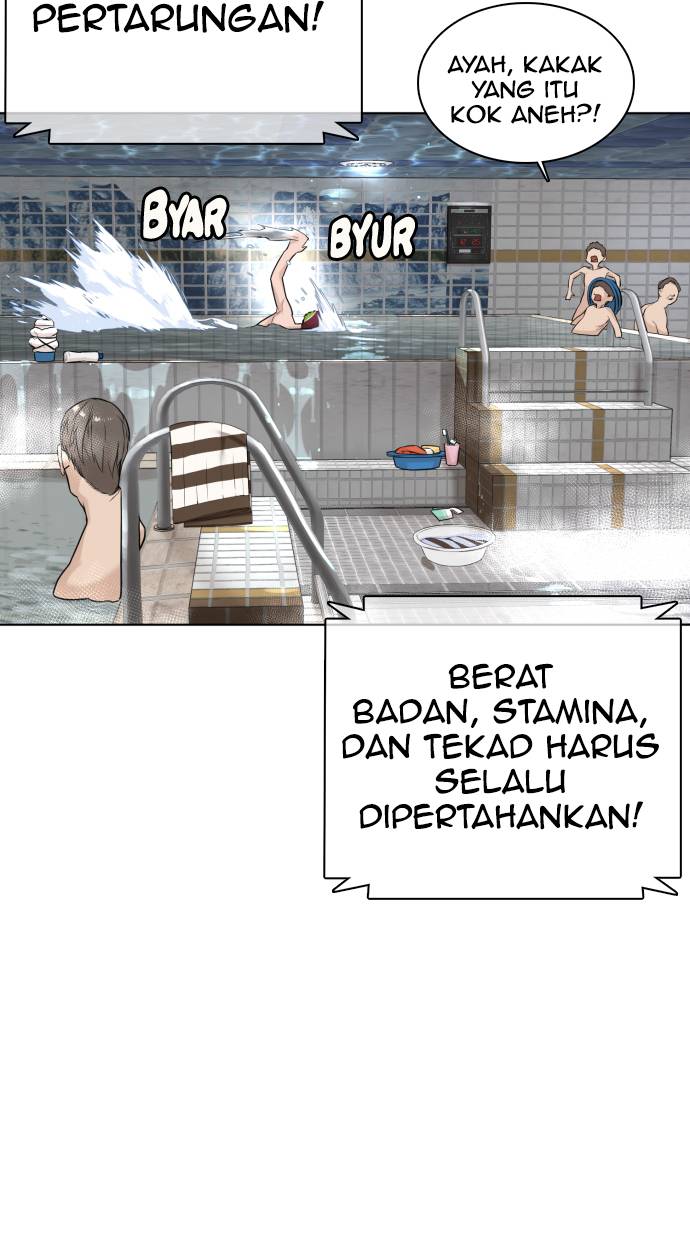 PERTARUNGAN!
AYAH, KAKAK
YANG ITU
KOK ANEH?!
BYAR
BYUR
BERAT
BADAN, STAMINA,
DAN TEKAD HARUS
SELALU
DIPERTAHANKAN!